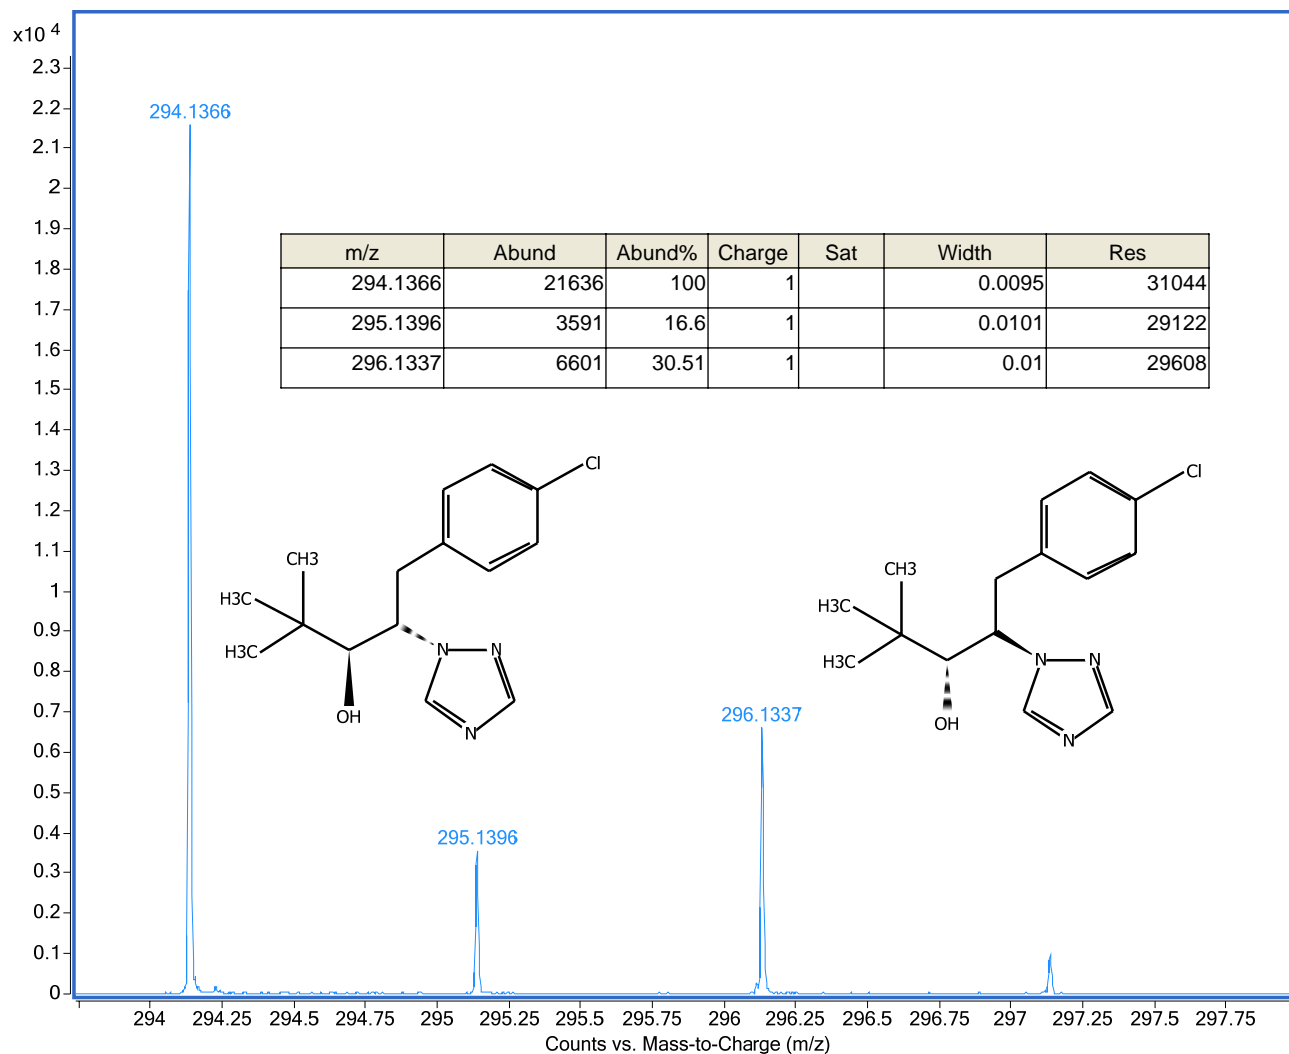 x10 4
2.3
2.2
2.1
2
1.9
1.8
1.7
1.6
1.5
1.4
1.3
1.2
1.1
1
0.9
0.8
0.7
0.6
0.5
0.4
0.3
0.2
0.1
0
294.1366
m/z Abund Abund% Charge Sat Width Res
294.1366 21636 100 1 0.0095 31044
295.1396 3591 16.6 1 0.0101 29122
296.1337 6601 30.51 1 0.01 29608
Cl
CH3
H3C
H3C
N N
N
OH
Cl
CH3
H3C
H3C
N N
N
OH
296.1337
295.1396
294 294.25 294.5 294.75 295 295.25 295.5 295.75 296 296.25 296.5 296.75 297 297.25 297.5 297.75
Counts vs. Mass-to-Charge (m/z)